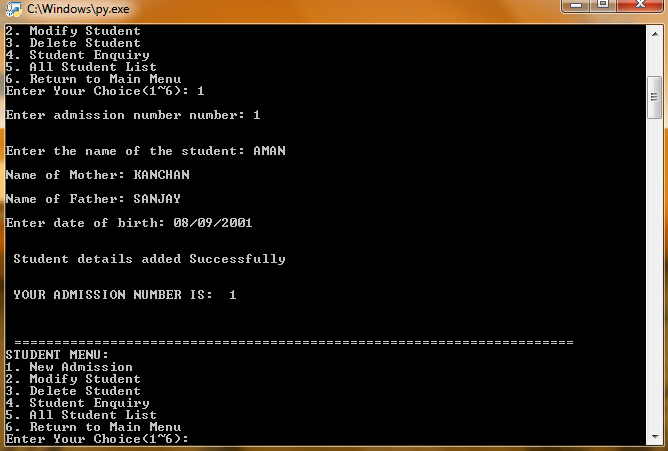 C:\Windows\py.exe
2. Modify Student
3. Delete Student
4. Student Enquiry
5. All Student List
6. Return to Main Menu
Enter Your Choice(1~6): 1
Enter admission number number: 1
Enter the name of the student: AMAN
Name of Mother: KANCHAN
Name of Father: SANJAY
Enter date of birth: 08/09/2001
Student details added Successfully
YOUR ADMISSION NUMBER IS:  1
======================================================================
STUDENT MENU:
1. New Admission
2. Modify Student
3. Delete Student
4. Student Enquiry
5. All Student List
6. Return to Main Menu
Enter Your Choice(1~6):